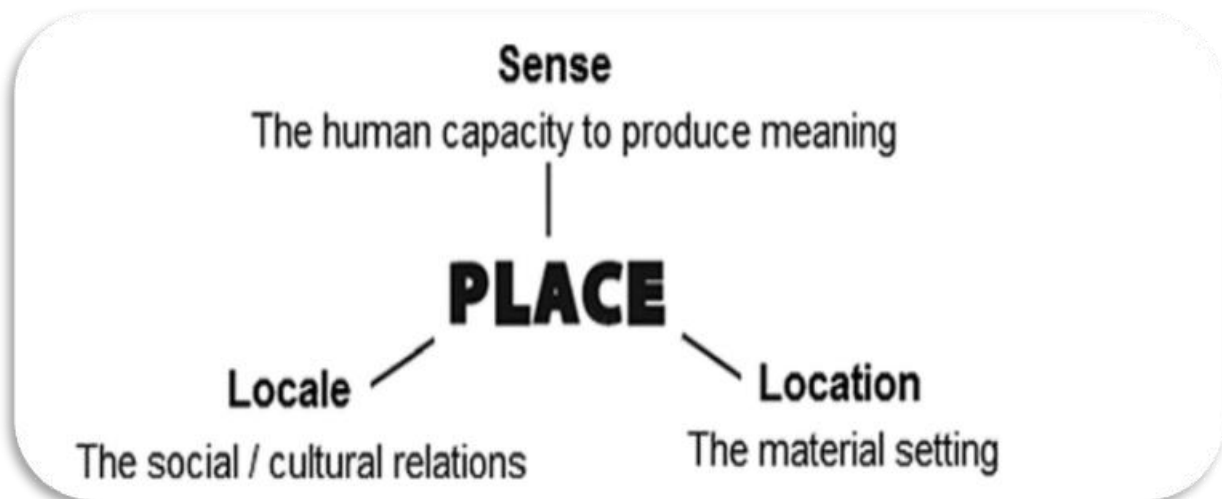 Sense
The human capacity to produce meaning
PLACE
Locale
The social / cultural relations
Location
The material setting